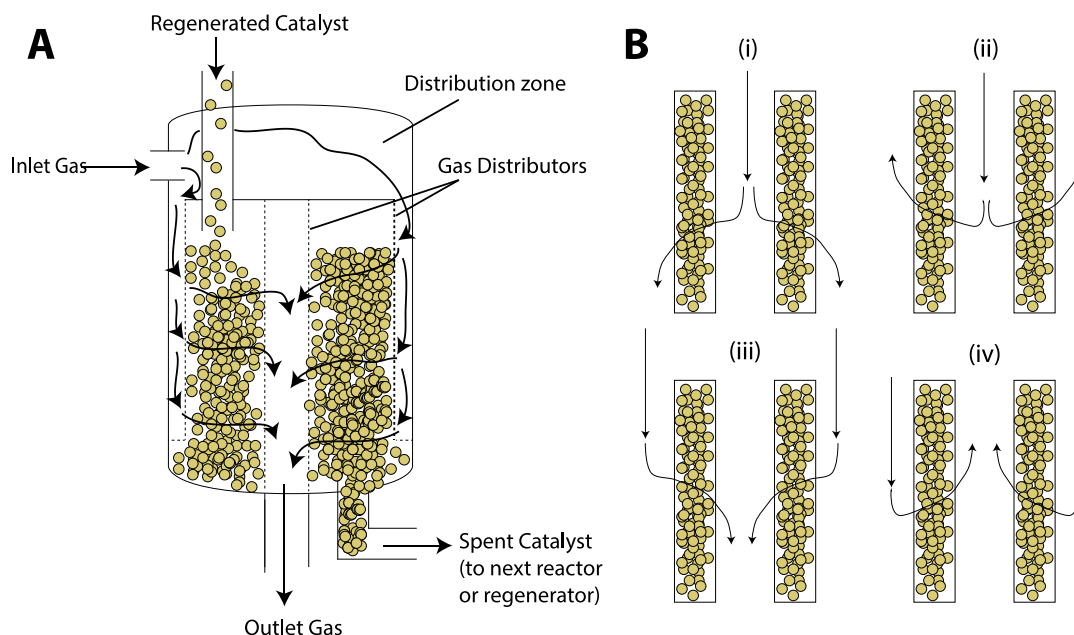 A
Regenerated Catalyst
Distribution zone
Inlet Gas
Gas Distributors
Spent Catalyst
(to next reactor
or regenerator)
Outlet Gas
B
(i)
(ii)
(iii)
(iv)